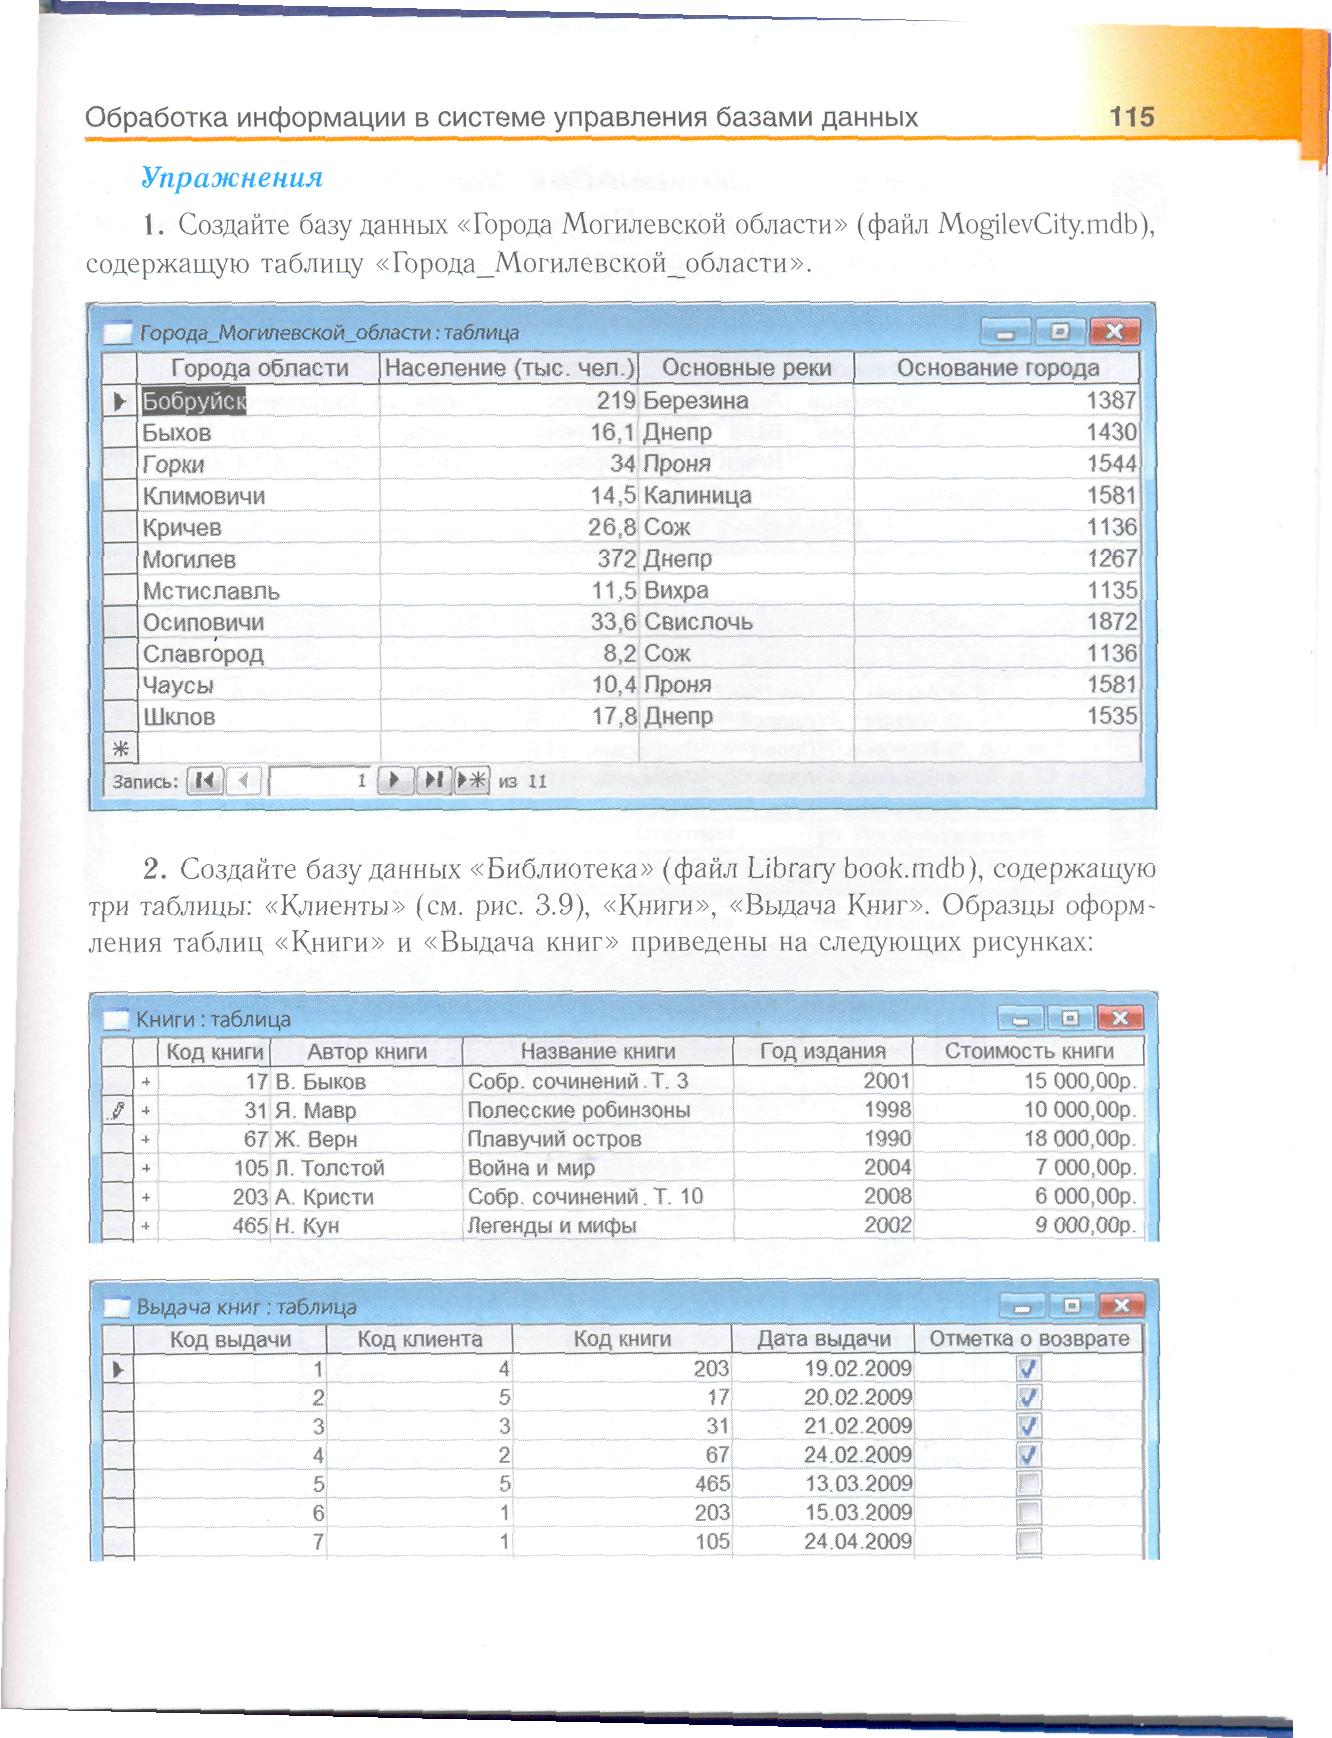 Обработка информации в системе управления базами данных 115
Упражнения
1. Создайте базу данных «Города Могилевской области» (файл MogilevCity.mdb),
содержащую таблицу «Города_Могилевской_области».
Города_Могилевской_области : таблица
Города области Население (тыс. чел.) Основные реки Основание города
Бобруйск 219 Березина 1387
Быхов 16,1 Днепр 1430
Горки 34 Проня 1544
Климовичи 14,5 Калиница 1581
Кричев 26,8 Сож 1136
Могилев 372 Днепр 1267
Мстиславль 11,5 Вихра 1135
Осиповичи 33,6 Свислочь 1872
Славгород 8,2 Сож 1136
Чаусы 10,4 Проня 1581
Шклов 17,8 Днепр 1535
Запись: 1 из 11
2. Создайте базу данных «Библиотека» (файл Library book.mdb), содержащую
три таблицы: «Клиенты» (см. рис. 3.9), «Книги», «Выдача Книг». Образцы оформ-
ления таблиц «Книги» и «Выдача книг» приведены на следующих рисунках:
Книги : таблица
Код книги Автор книги Название книги Год издания Стоимость книги
+ 17 В. Быков Собр. сочинений. Т. 3 2001 15 000,00р.
+ 31 Я. Мавр Полесские робинзоны 1998 10 000,00р.
+ 67 Ж. Верн Плавучий остров 1990 18 000,00р.
+ 105 Л. Толстой Война и мир 2004 7 000,00р.
+ 203 А. Кристи Собр. сочинений. Т. 10 2008 6 000,00р.
+ 465 Н. Кун Легенды и мифы 2002 9 000,00р.
Выдача книг : таблица
Код выдачи Код клиента Код книги Дата выдачи Отметка о возврате
1 4 203 19.02.2009
2 5 17 20.02.2009
3 3 31 21.02.2009
4 2 67 24.02.2009
5 5 465 13.03.2009
6 1 203 15.03.2009
7 1 105 24.04.2009